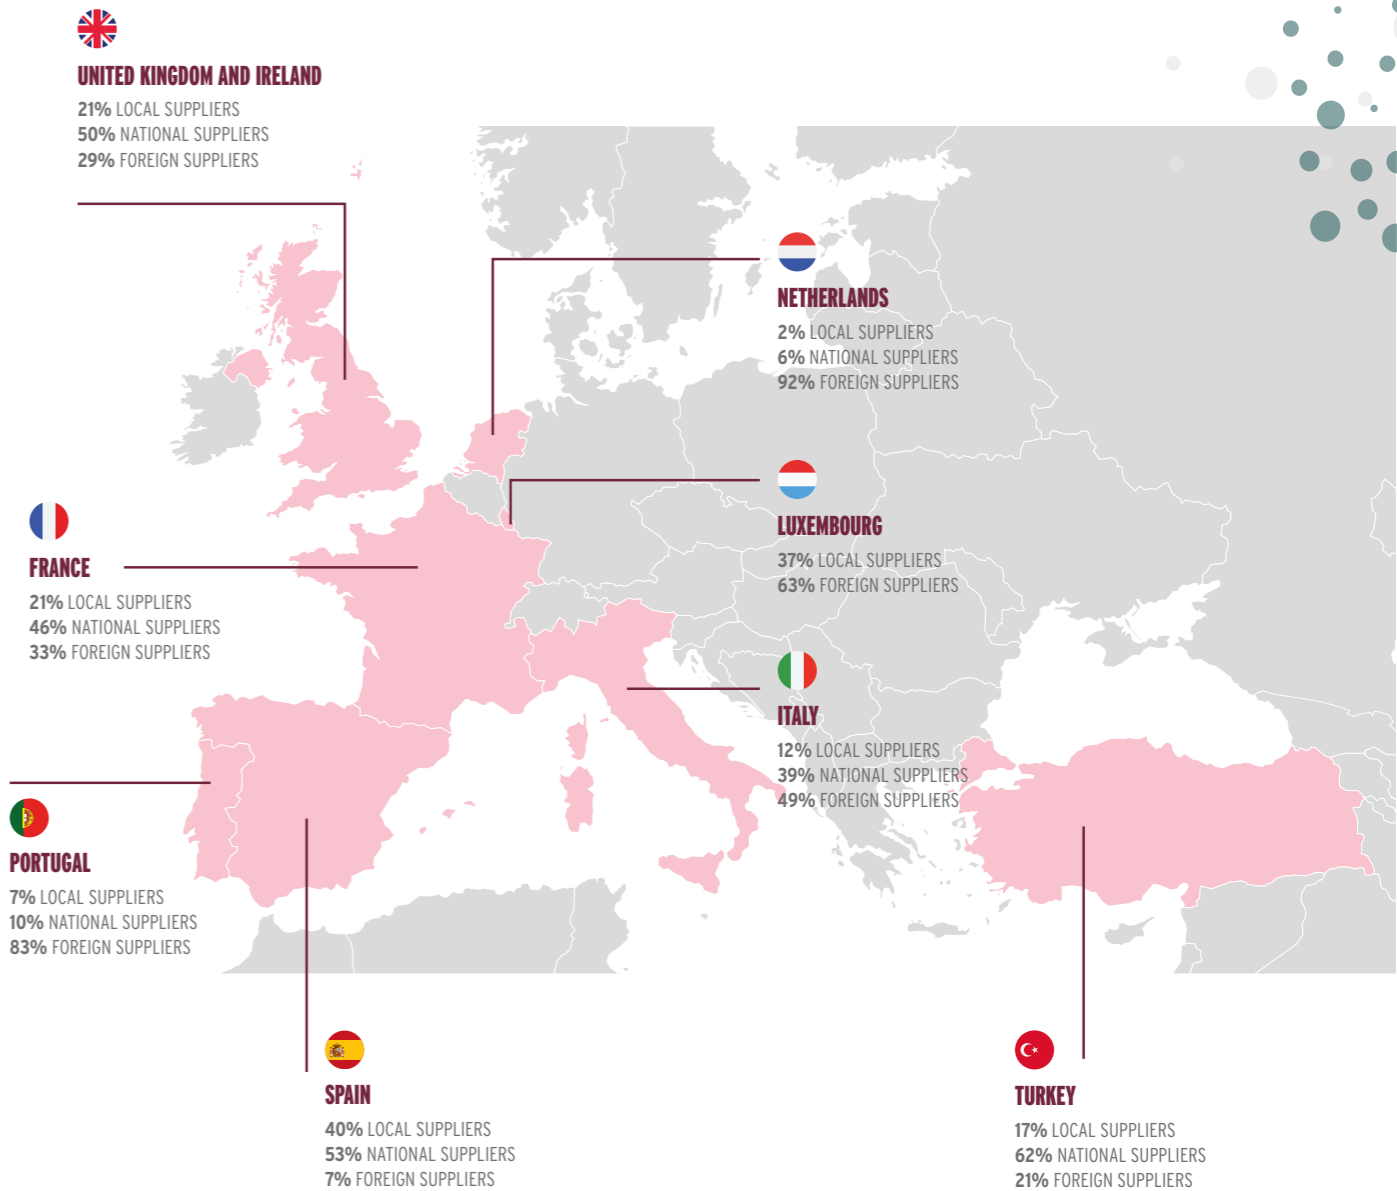 UNITED KINGDOM AND IRELAND
21% LOCAL SUPPLIERS
50% NATIONAL SUPPLIERS
29% FOREIGN SUPPLIERS
NETHERLANDS
2% LOCAL SUPPLIERS
6% NATIONAL SUPPLIERS
92% FOREIGN SUPPLIERS
LUXEMBOURG
37% LOCAL SUPPLIERS
63% FOREIGN SUPPLIERS
FRANCE
21% LOCAL SUPPLIERS
46% NATIONAL SUPPLIERS
33% FOREIGN SUPPLIERS
ITALY
12% LOCAL SUPPLIERS
39% NATIONAL SUPPLIERS
49% FOREIGN SUPPLIERS
PORTUGAL
7% LOCAL SUPPLIERS
10% NATIONAL SUPPLIERS
83% FOREIGN SUPPLIERS
SPAIN
40% LOCAL SUPPLIERS
53% NATIONAL SUPPLIERS
7% FOREIGN SUPPLIERS
TURKEY
17% LOCAL SUPPLIERS
62% NATIONAL SUPPLIERS
21% FOREIGN SUPPLIERS